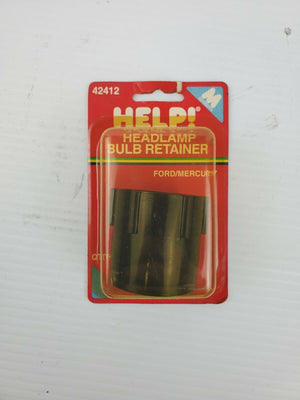 42412
M
HELP!
HEADLAMP
BULB RETAINER
FORD/MERCURY